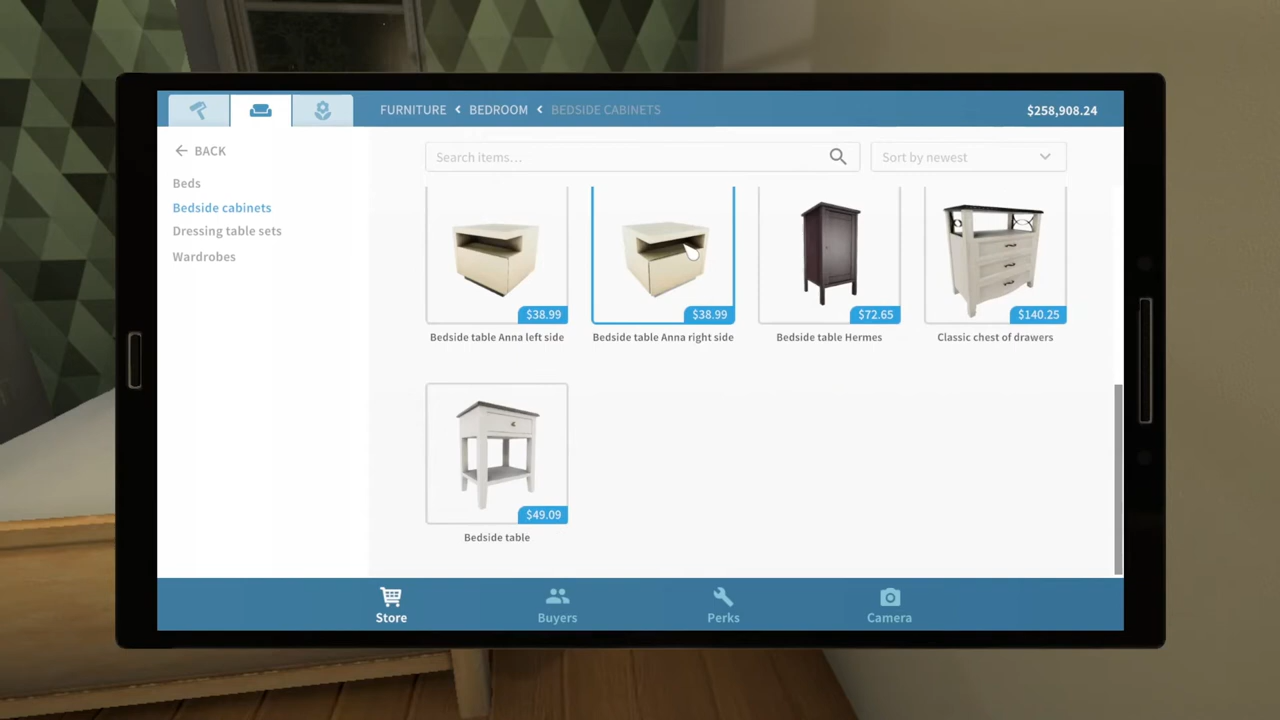 FURNITURE < BEDROOM < BEDSIDE CABINETS
$258,908.24
BACK
Beds
Bedside cabinets
Dressing table sets
Wardrobes
Search items...
Sort by newest
$38.99
Bedside table Anna left side
$38.99
Bedside table Anna right side
$72.65
Bedside table Hermes
$140.25
Classic chest of drawers
$49.09
Bedside table
Store
Buyers
Perks
Camera